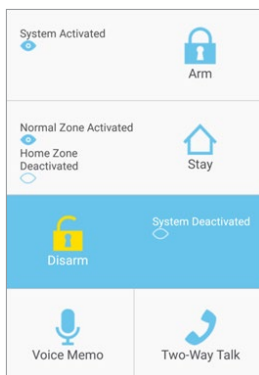 System Activated
Arm
Normal Zone Activated
Home Zone
Deactivated
Stay
System Deactivated
Disarm
Voice Memo
Two-Way Talk